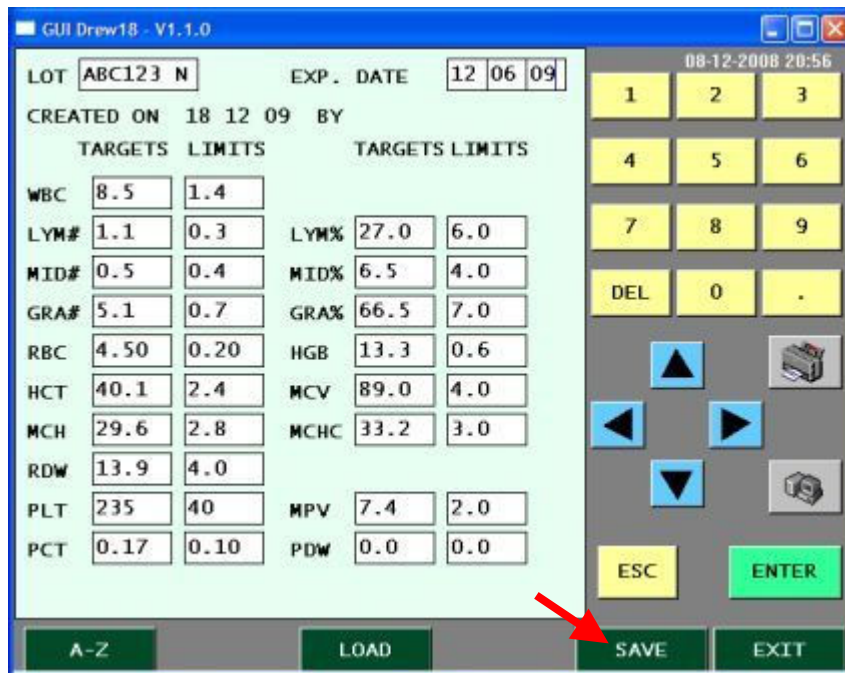 GUI Drew18 - V1.1.0
08-12-2008 20:56
LOT ABC123 N EXP. DATE 12 06 09
CREATED ON 18 12 09 BY
TARGETS LIMITS TARGETS LIMITS
WBC 8.5 1.4
LYM# 1.1 0.3 LYM% 27.0 6.0
MID# 0.5 0.4 MID% 6.5 4.0
GRA# 5.1 0.7 GRA% 66.5 7.0
RBC 4.50 0.20 HGB 13.3 0.6
HCT 40.1 2.4 MCV 89.0 4.0
MCH 29.6 2.8 MCHC 33.2 3.0
RDW 13.9 4.0
PLT 235 40 MPV 7.4 2.0
PCT 0.17 0.10 PDW 0.0 0.0
1 2 3
4 5 6
7 8 9
DEL 0 .
ESC ENTER
A-Z LOAD SAVE EXIT